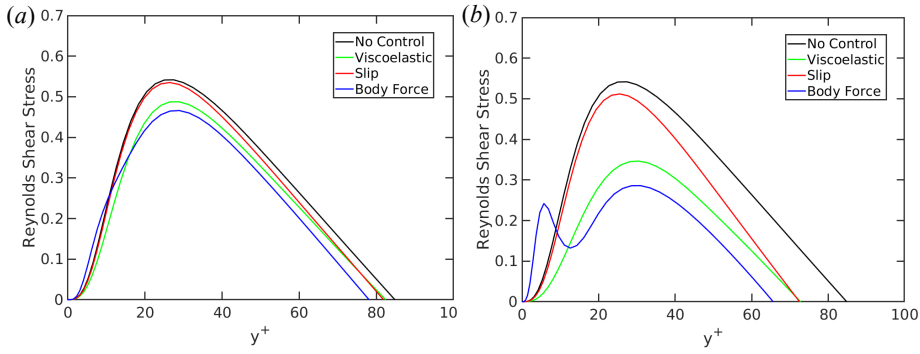 (a)
0.7
0.6
0.5
0.4
0.3
0.2
0.1
0
0 20 40 60 80 10
Reynolds Shear Stress
y+
No Control
Viscoelastic
Slip
Body Force
(b)
0.7
0.6
0.5
0.4
0.3
0.2
0.1
0
0 20 40 60 80 100
Reynolds Shear Stress
y+
No Control
Viscoelastic
Slip
Body Force